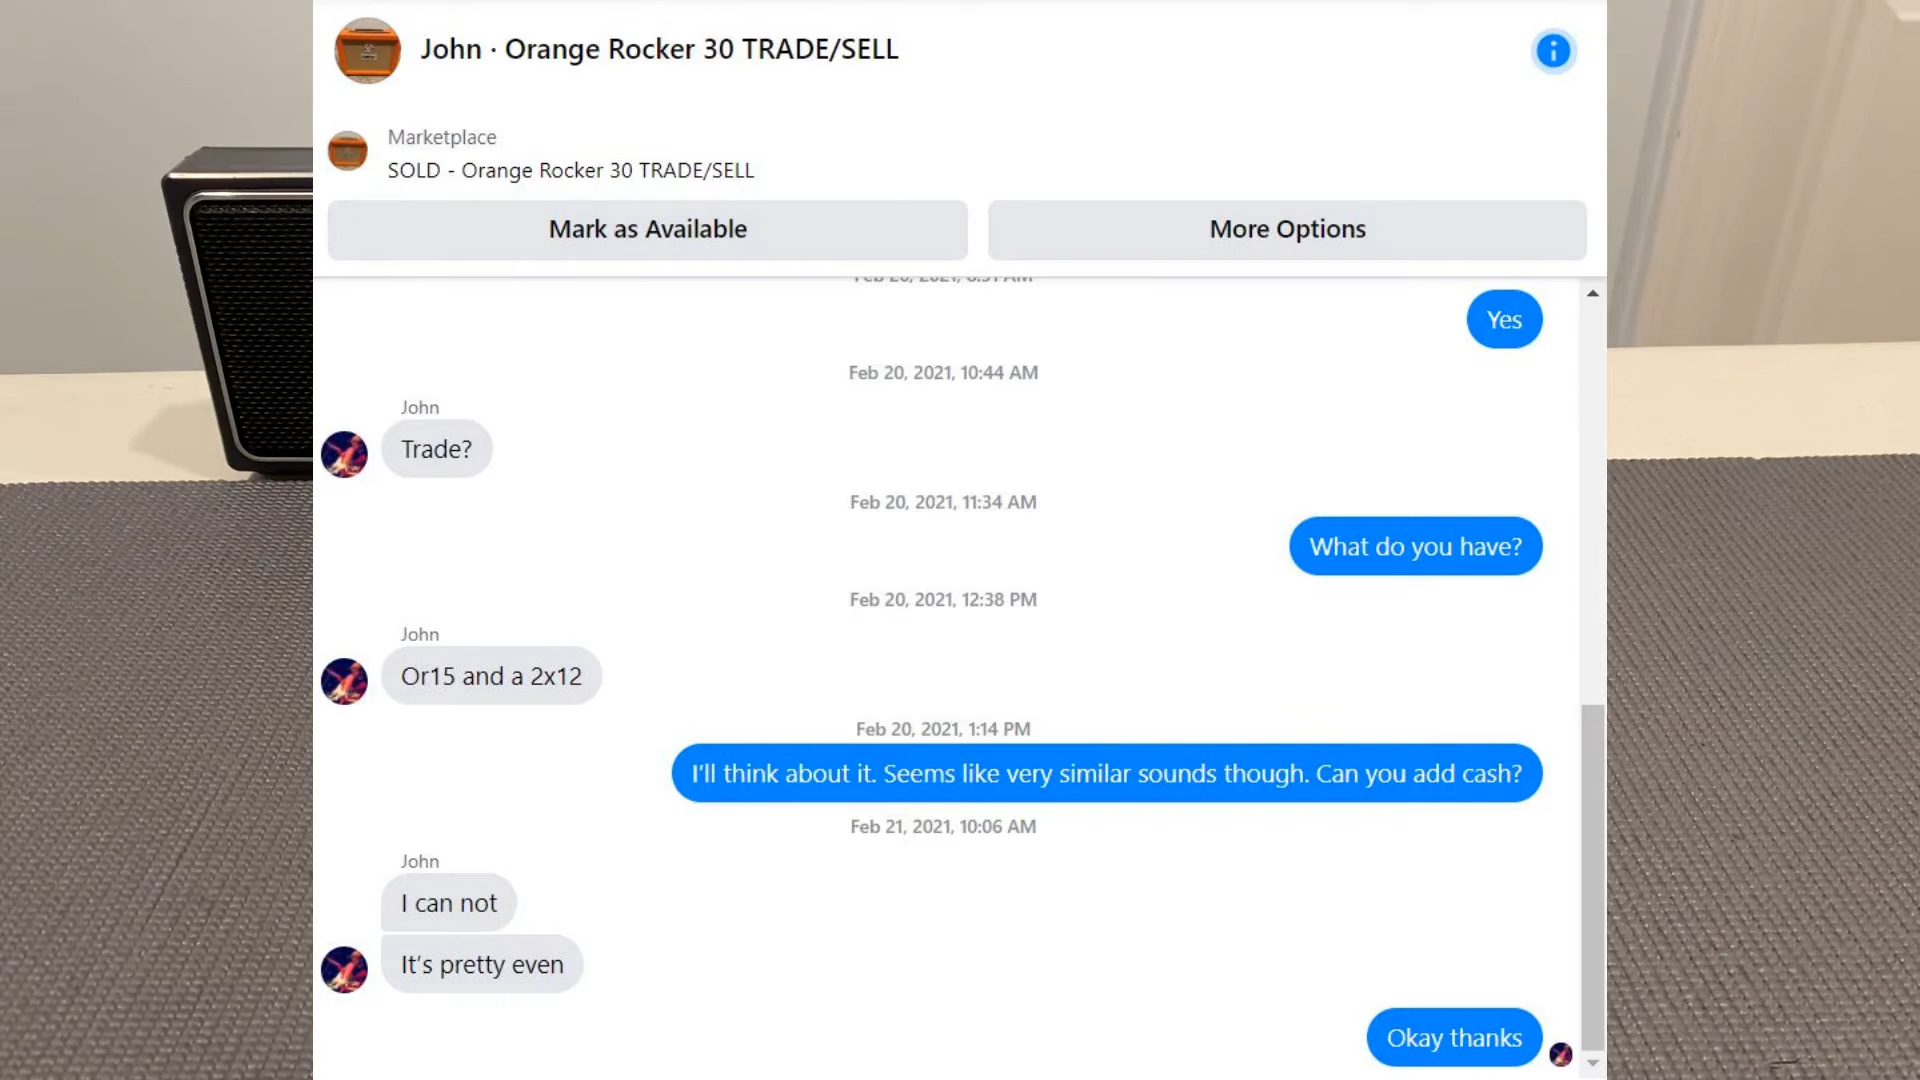 John · Orange Rocker 30 TRADE/SELL
Marketplace
SOLD - Orange Rocker 30 TRADE/SELL
Mark as Available
More Options
Yes
Feb 20, 2021, 10:44 AM
John
Trade?
Feb 20, 2021, 11:34 AM
What do you have?
Feb 20, 2021, 12:38 PM
John
Or15 and a 2x12
Feb 20, 2021, 1:14 PM
I'll think about it. Seems like very similar sounds though. Can you add cash?
Feb 21, 2021, 10:06 AM
John
I can not
It's pretty even
Okay thanks